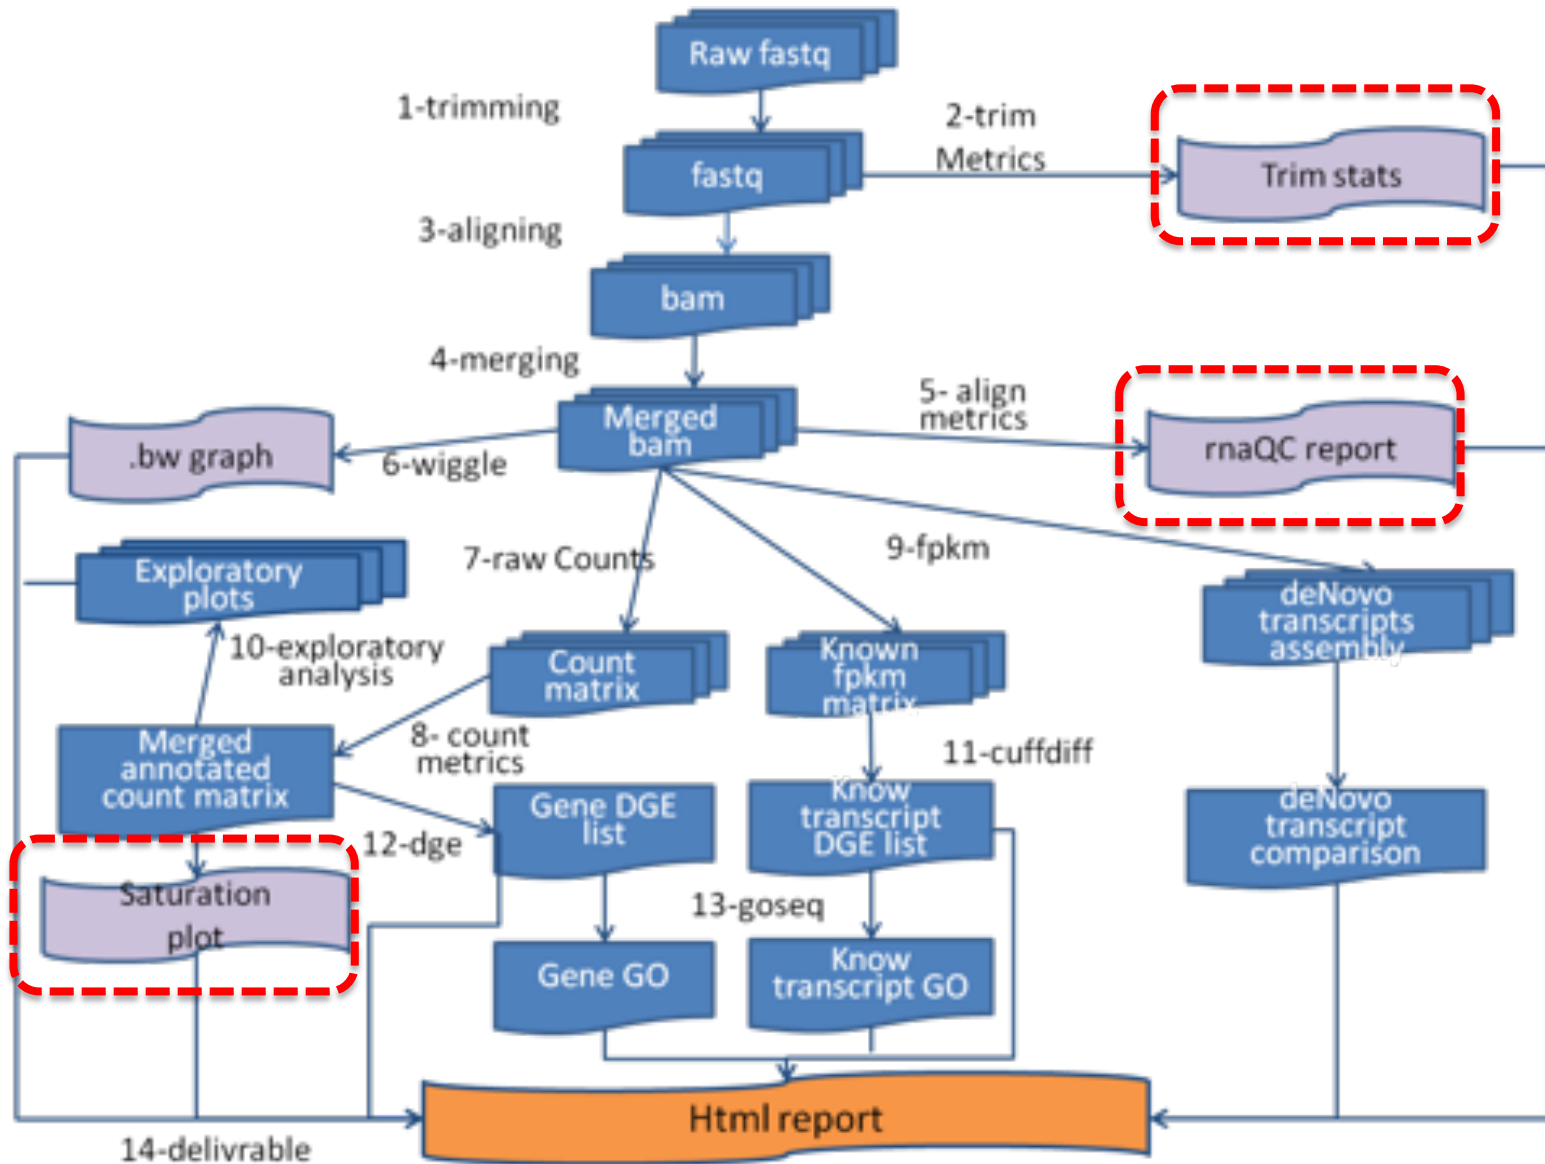 Raw fastq
1-trimming
2-trim
Metrics
Trim stats
fastq
3-aligning
bam
4-merging
5- align
metrics
Merged
bam
rnaQC report
.bw graph
6-wiggle
7-raw Counts
9-fpkm
Exploratory
plots
deNovo
transcripts
assembly
10-exploratory
analysis
Count
matrix
Known
fpkm
matrix
8- count
metrics
11-cuffdiff
Merged
annotated
count matrix
Gene DGE
list
Know
transcript
DGE list
deNovo
transcript
comparison
12-dge
Saturation
plot
13-goseq
Gene GO
Know
transcript GO
Html report
14-delivrable